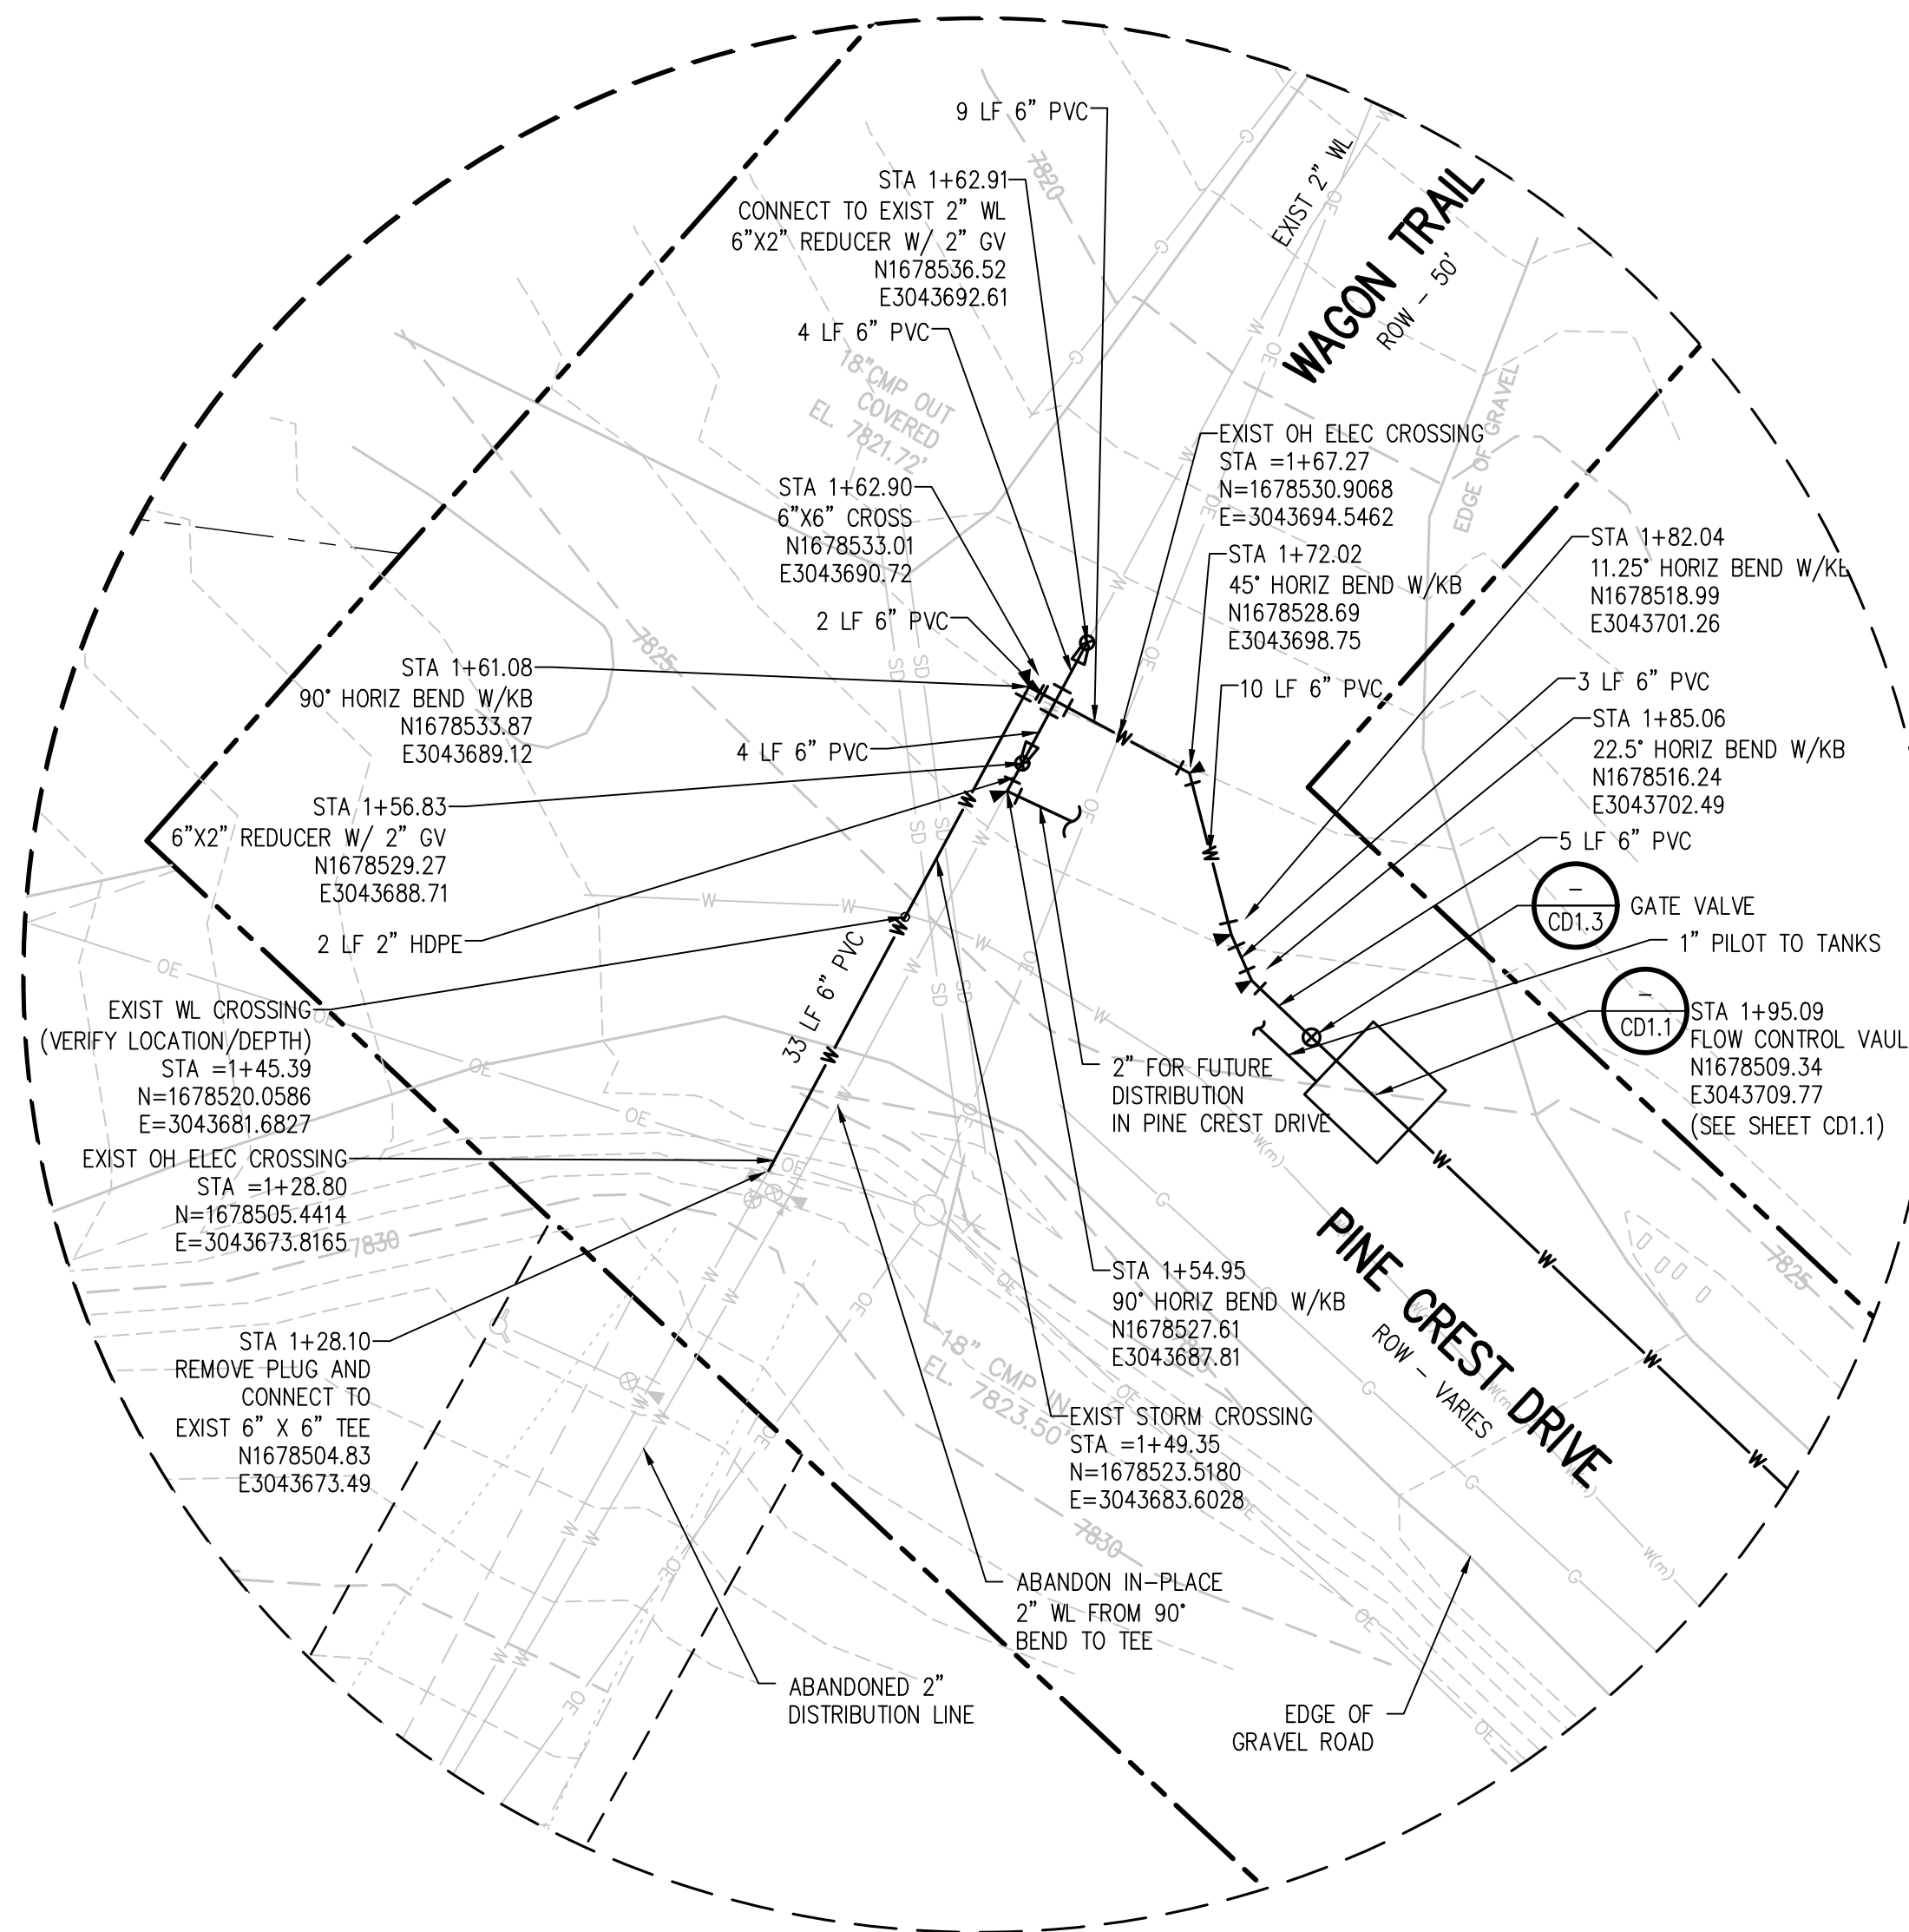 9 LF 6” PVC
STA 1+62.91
CONNECT TO EXIST 2” WL
6”X2” REDUCER W/ 2” GV
N1678536.52
E3043692.61
4 LF 6” PVC
EXIST 2” WL
WAGON TRAIL
ROW – 50’
7820
18”CMP OUT
COVERED
EL. 7821.72’
EDGE OF GRAVEL
STA 1+62.90
6”X6” CROSS
N1678533.01
E3043690.72
2 LF 6” PVC
EXIST OH ELEC CROSSING
STA =1+67.27
N=1678530.9068
E=3043694.5462
STA 1+72.02
45° HORIZ BEND W/KB
N1678528.69
E3043698.75
10 LF 6” PVC
STA 1+82.04
11.25° HORIZ BEND W/KB
N1678518.99
E3043701.26
3 LF 6” PVC
STA 1+85.06
22.5° HORIZ BEND W/KB
N1678516.24
E3043702.49
5 LF 6” PVC
–
CD1.3
GATE VALVE
1” PILOT TO TANKS
–
CD1.1
STA 1+95.09
FLOW CONTROL VAUL
N1678509.34
E3043709.77
(SEE SHEET CD1.1)
7825
STA 1+61.08
90° HORIZ BEND W/KB
N1678533.87
E3043689.12
4 LF 6” PVC
STA 1+56.83
6”X2” REDUCER W/ 2” GV
N1678529.27
E3043688.71
2 LF 2” HDPE
33 LF 6” PVC
EXIST WL CROSSING
(VERIFY LOCATION/DEPTH)
STA =1+45.39
N=1678520.0586
E=3043681.6827
EXIST OH ELEC CROSSING
STA =1+28.80
N=1678505.4414
E=3043673.8165
7830
STA 1+28.10
REMOVE PLUG AND
CONNECT TO
EXIST 6” X 6” TEE
N1678504.83
E3043673.49
2” FOR FUTURE
DISTRIBUTION
IN PINE CREST DRIVE
STA 1+54.95
90° HORIZ BEND W/KB
N1678527.61
E3043687.81
EXIST STORM CROSSING
STA =1+49.35
N=1678523.5180
E=3043683.6028
18” CMP IN
EL. 7823.50’
PINE CREST DRIVE
ROW – VARIES
7825
7830
ABANDON IN–PLACE
2” WL FROM 90°
BEND TO TEE
ABANDONED 2”
DISTRIBUTION LINE
EDGE OF
GRAVEL ROAD